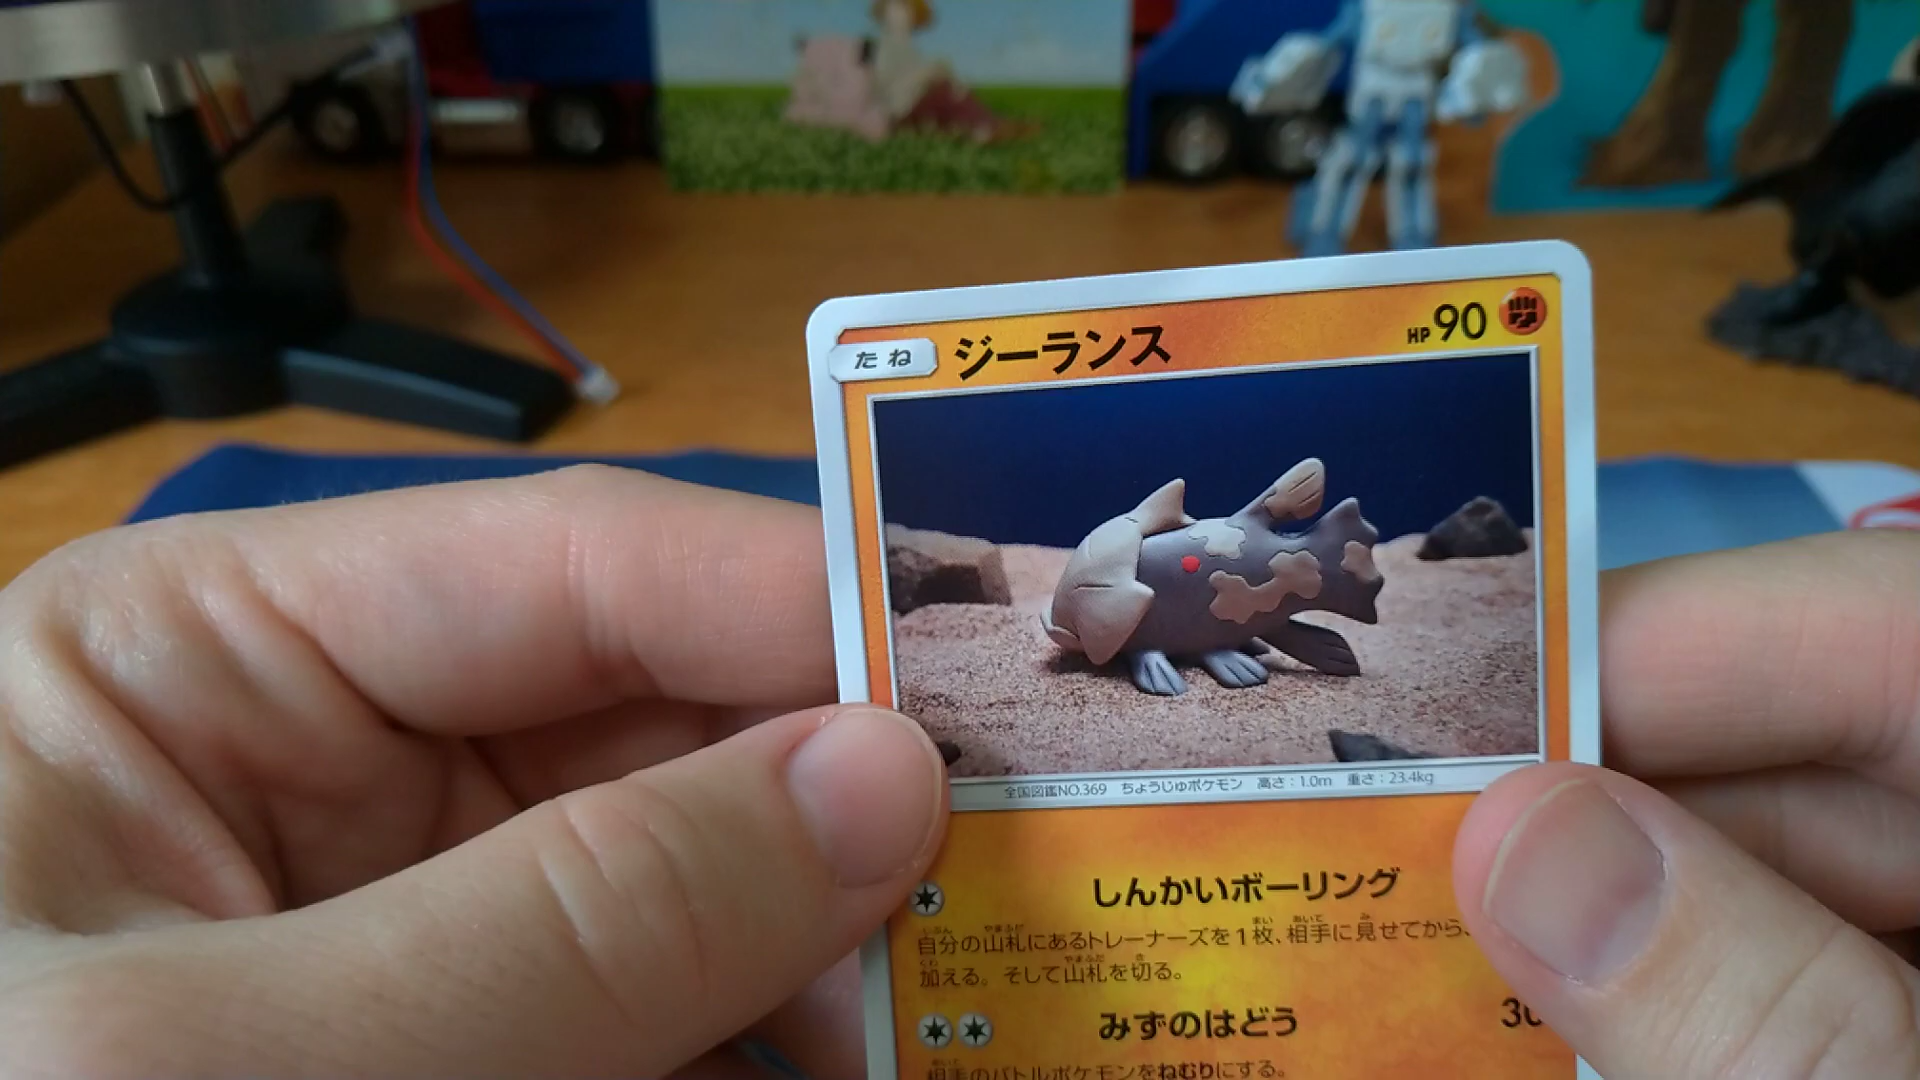 たね ジーランス HP90
全国図鑑NO.369 ちょうじゅポケモン 高さ:1.0m 重さ:23.4kg
しんかいボーリング
自分の山札にあるトレーナーズを1枚、相手に見せてから、
加える。そして山札を切る。
みずのはどう 30
相手のバトルポケモンをねむりにする。